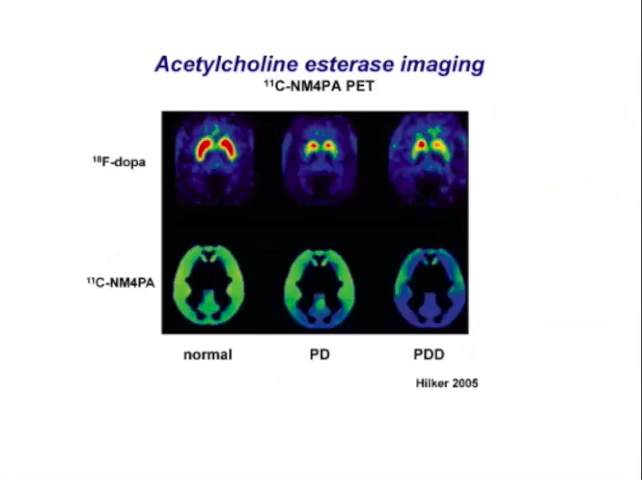 Acetylcholine esterase imaging
¹¹C-NM4PA PET
¹⁸F-dopa
¹¹C-NM4PA
normal PD PDD
Hilker 2005